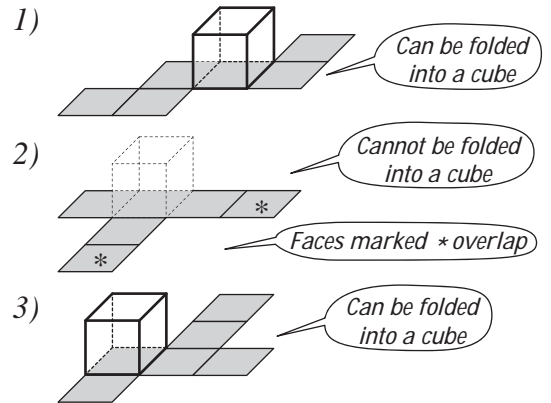 1)
Can be folded
into a cube
2)
Cannot be folded
into a cube
*
Faces marked * overlap
*
3)
Can be folded
into a cube